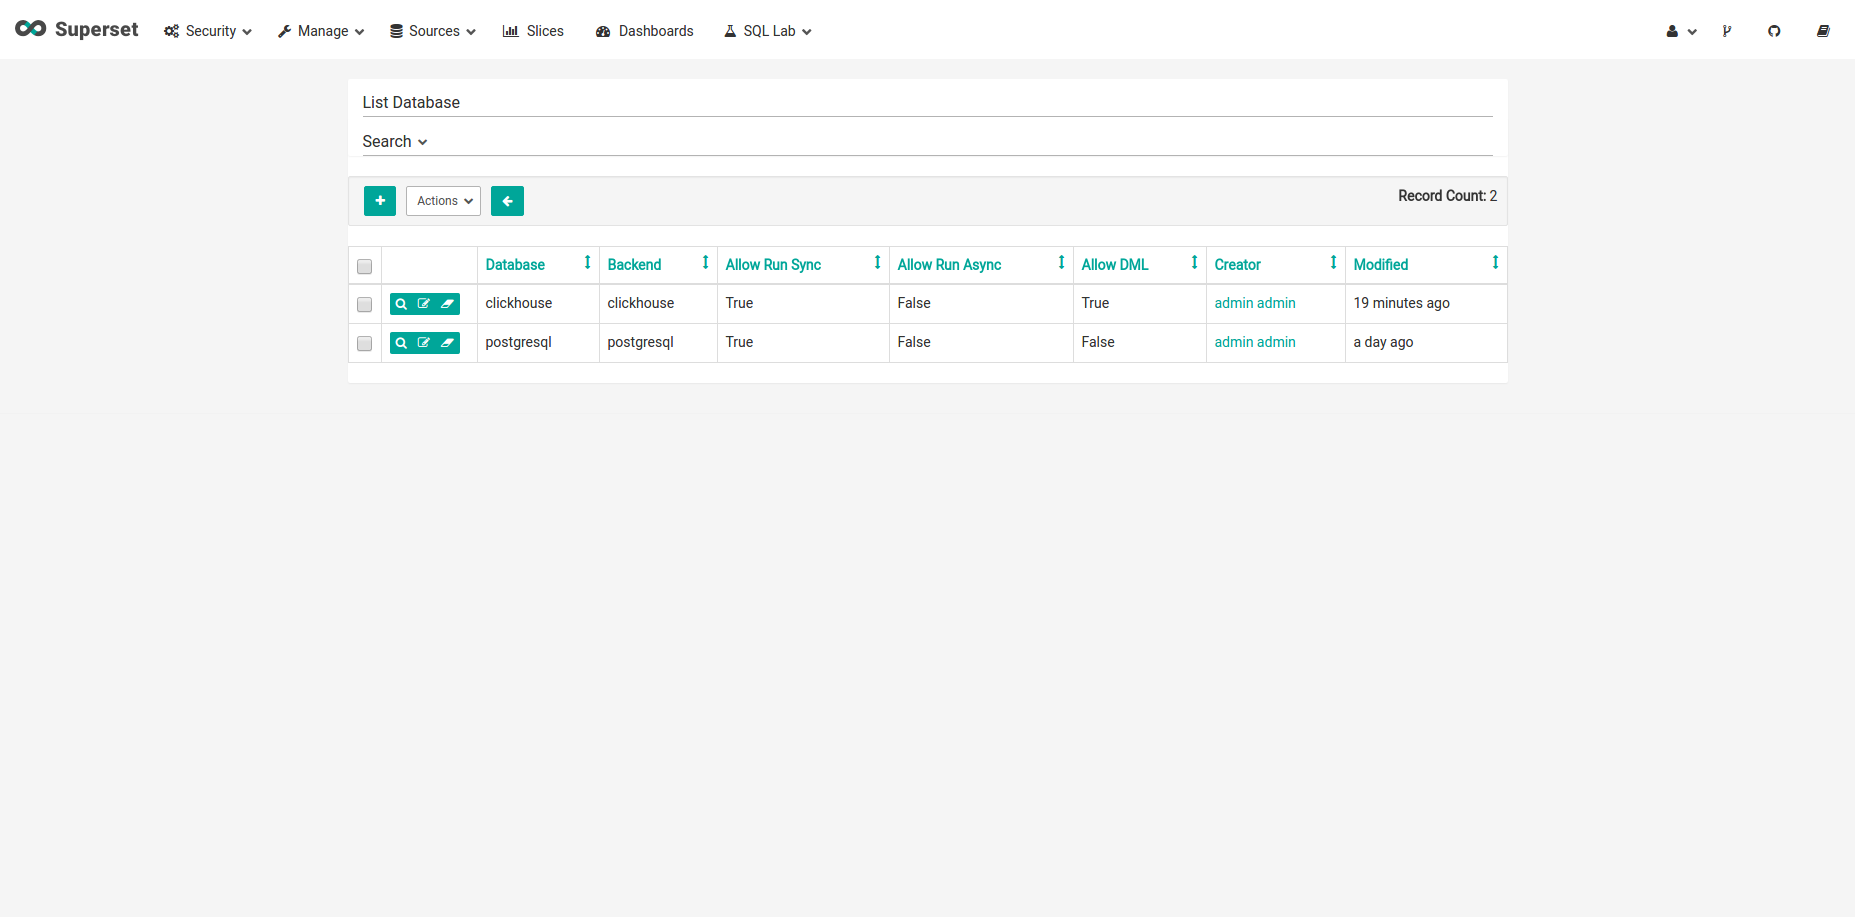 Superset Security Manage Sources Slices Dashboards SQL Lab
List Database
Search
Actions Record Count: 2
Database Backend Allow Run Sync Allow Run Async Allow DML Creator Modified
clickhouse clickhouse True False True admin admin 19 minutes ago
postgresql postgresql True False False admin admin a day ago